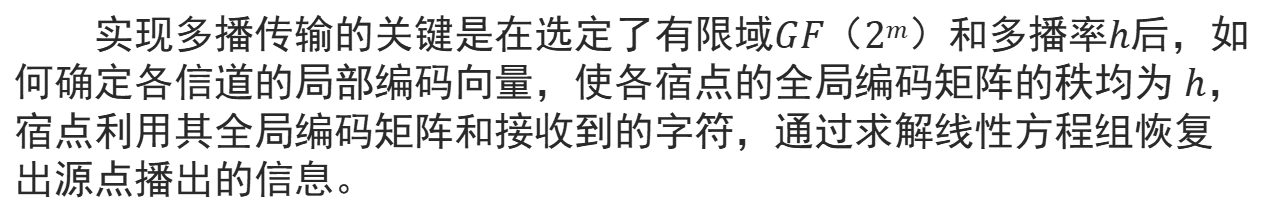 实现多播传输的关键是在选定了有限域GF（2ᵐ）和多播率h后，如
何确定各信道的局部编码向量，使各宿点的全局编码矩阵的秩均为 h，
宿点利用其全局编码矩阵和接收到的字符，通过求解线性方程组恢复
出源点播出的信息。